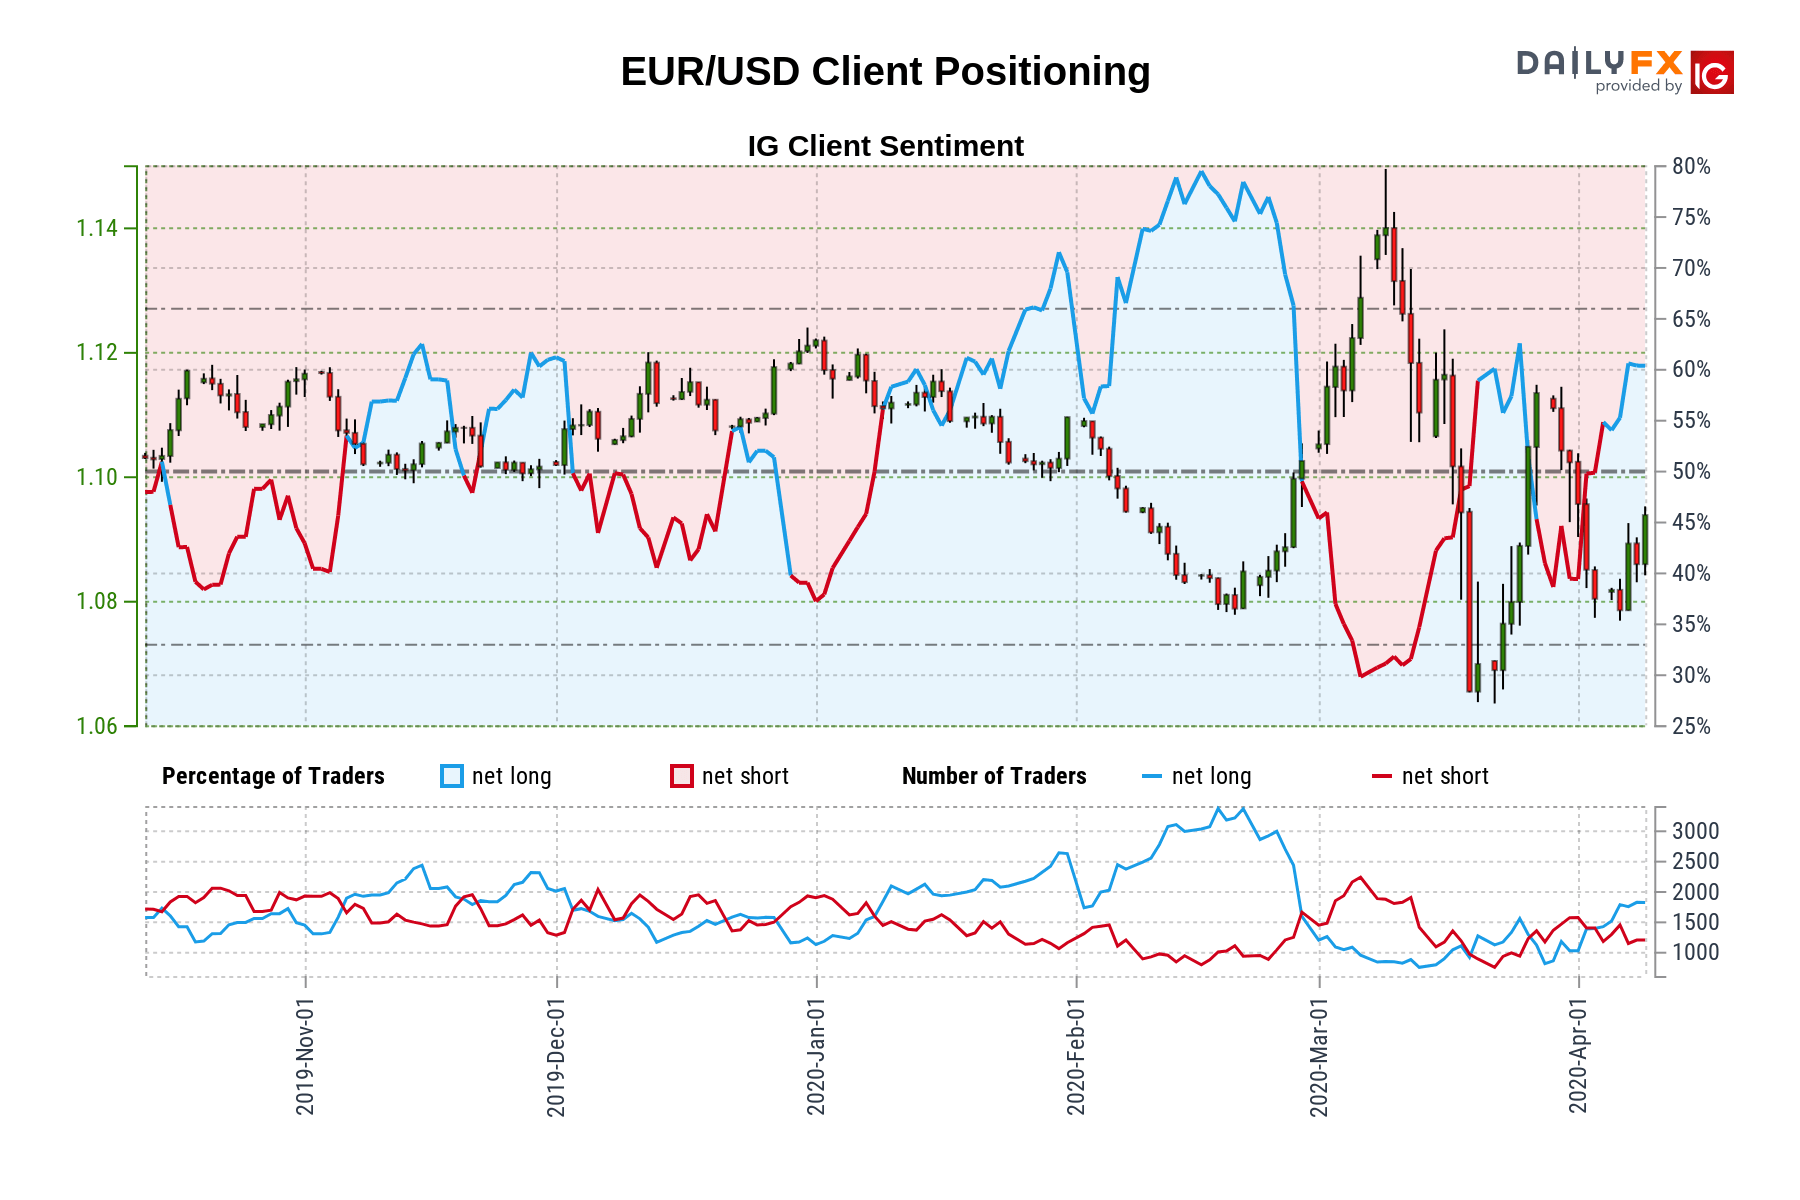 EUR/USD Client Positioning
DAILYFX
provided by IG
IG Client Sentiment
1.14
1.12
1.10
1.08
1.06
80%
75%
70%
65%
60%
55%
50%
45%
40%
35%
30%
25%
Percentage of Traders net long net short Number of Traders net long net short
3000
2500
2000
1500
1000
2019-Nov-01
2019-Dec-01
2020-Jan-01
2020-Feb-01
2020-Mar-01
2020-Apr-01